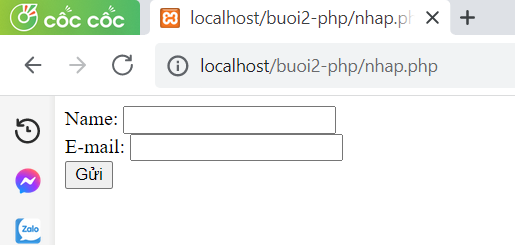 cốc cốc
localhost/buoi2-php/nhap.ph
localhost/buoi2-php/nhap.php
Name:
E-mail:
Gửi
Zalo